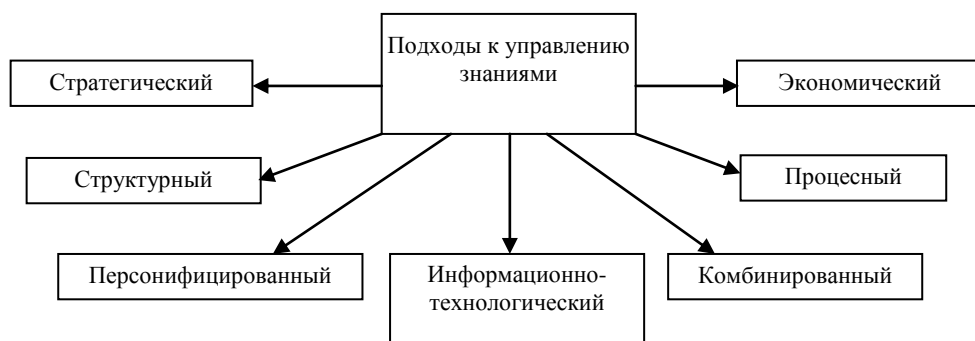 Подходы к управлению
знаниями
Стратегический
Экономический
Структурный
Процесный
Персонифицированный
Информационно-
технологический
Комбинированный